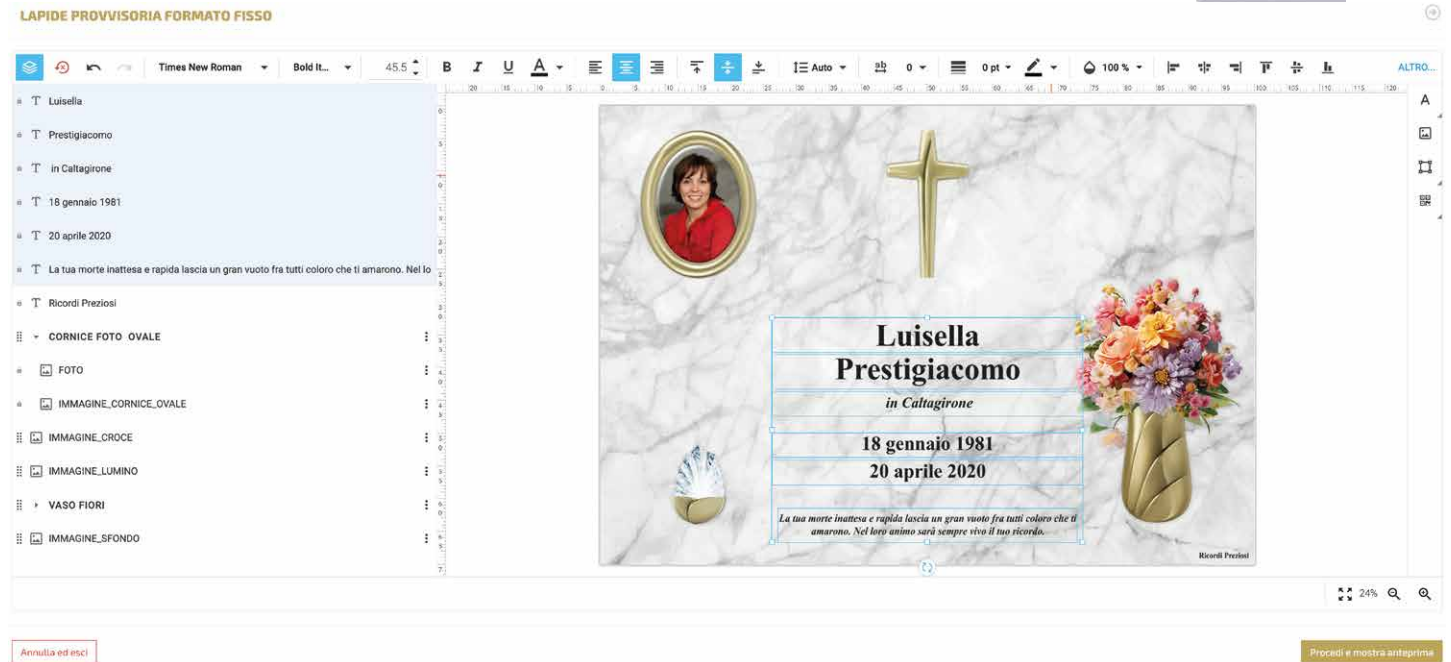 LAPIDE PROVVISORIA FORMATO FISSO
Times New Roman Bold It... 45.5 B I U A Auto ab 0 0 pt 100 % ALTRO...
T Luisella
T Prestigiacomo
T in Caltagirone
T 18 gennaio 1981
T 20 aprile 2020
T La tua morte inattesa e rapida lascia un gran vuoto fra tutti coloro che ti amarono. Nel lo
T Ricordi Preziosi
CORNICE FOTO OVALE
FOTO
IMMAGINE_CORNICE_OVALE
IMMAGINE_CROCE
IMMAGINE_LUMINO
VASO FIORI
IMMAGINE_SFONDO
Luisella
Prestigiacomo
in Caltagirone
18 gennaio 1981
20 aprile 2020
La tua morte inattesa e rapida lascia un gran vuoto fra tutti coloro che ti
amarono. Nel loro animo sarà sempre vivo il tuo ricordo.
Ricordi Preziosi
A
24%
Annulla ed esci
Procedi e mostra anteprima